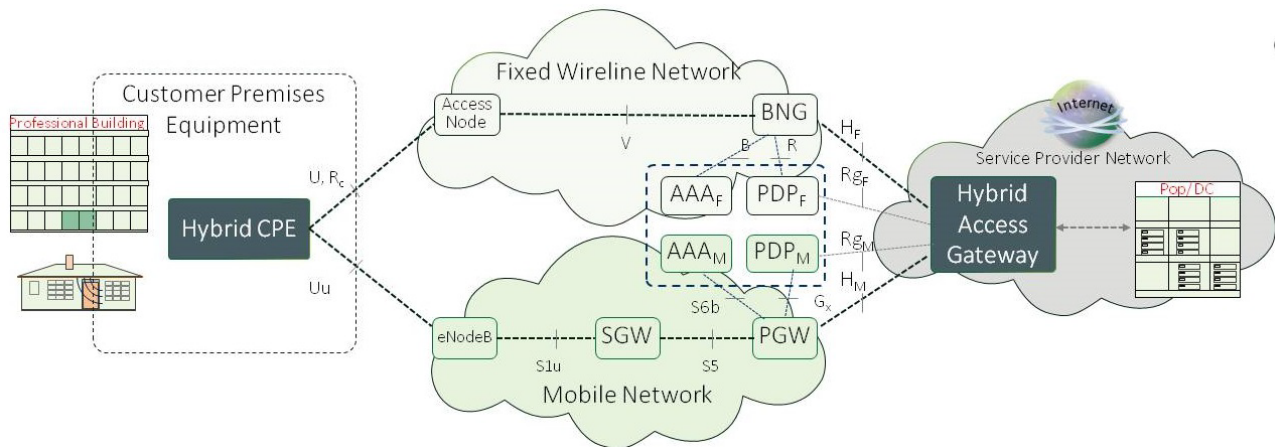 Fixed Wireline Network
Customer Premises
Equipment
Professional Building
Access
Node
BNG
Internet
V
B
R
H_F
U, R_c
Service Provider Network
AAA_F
PDP_F
Rg_F
Pop/DC
Hybrid CPE
Hybrid
Access
Gateway
AAA_M
PDP_M
Rg_M
Uu
S6b
G_x
H_M
eNodeB
SGW
PGW
S1u
S5
Mobile Network